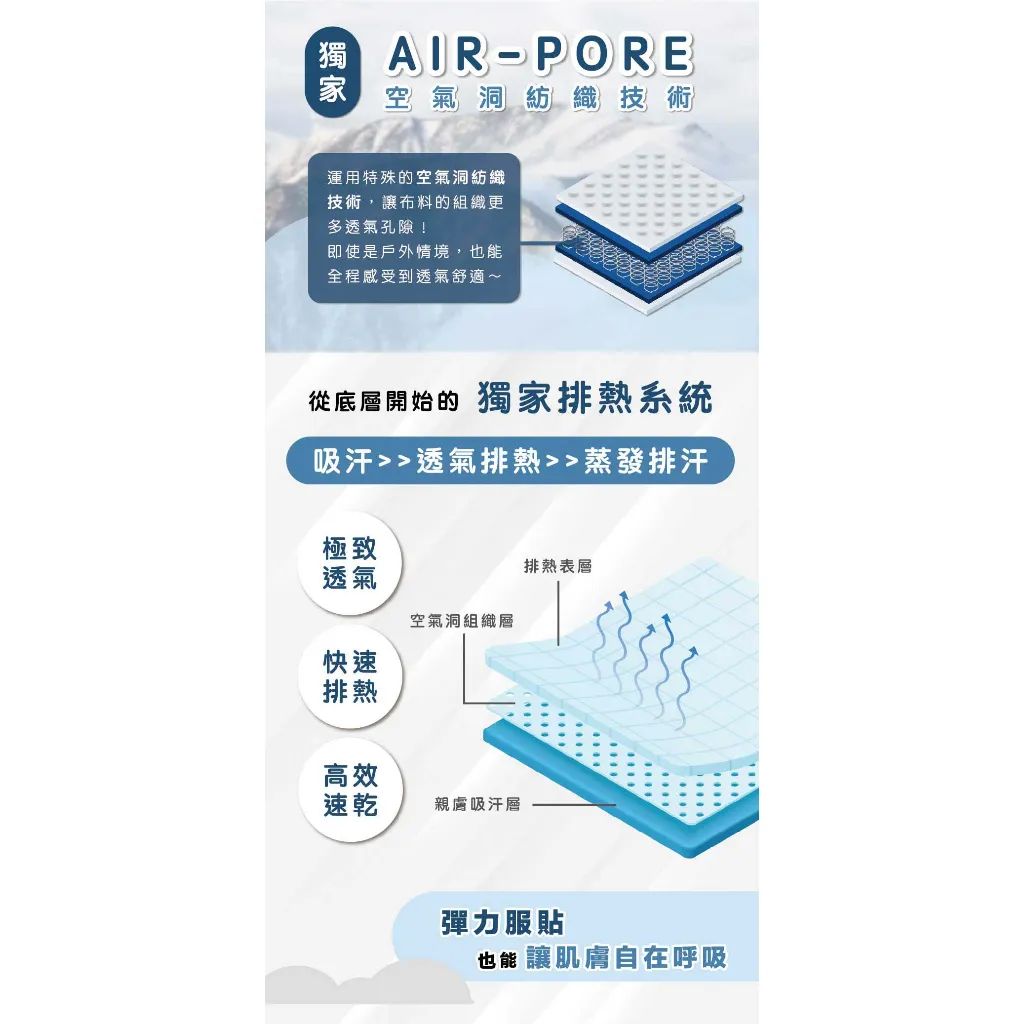 獨家
AIR-PORE
空氣洞紡織技術
運用特殊的空氣洞紡織
技術，讓布料的組織更
多透氣孔隙！
即使是戶外情境，也能
全程感受到透氣舒適～
從底層開始的 獨家排熱系統
吸汗>>透氣排熱>>蒸發排汗
極致
透氣
排熱表層
空氣洞組織層
快速
排熱
高效
速乾
親膚吸汗層
彈力服貼
也能 讓肌膚自在呼吸